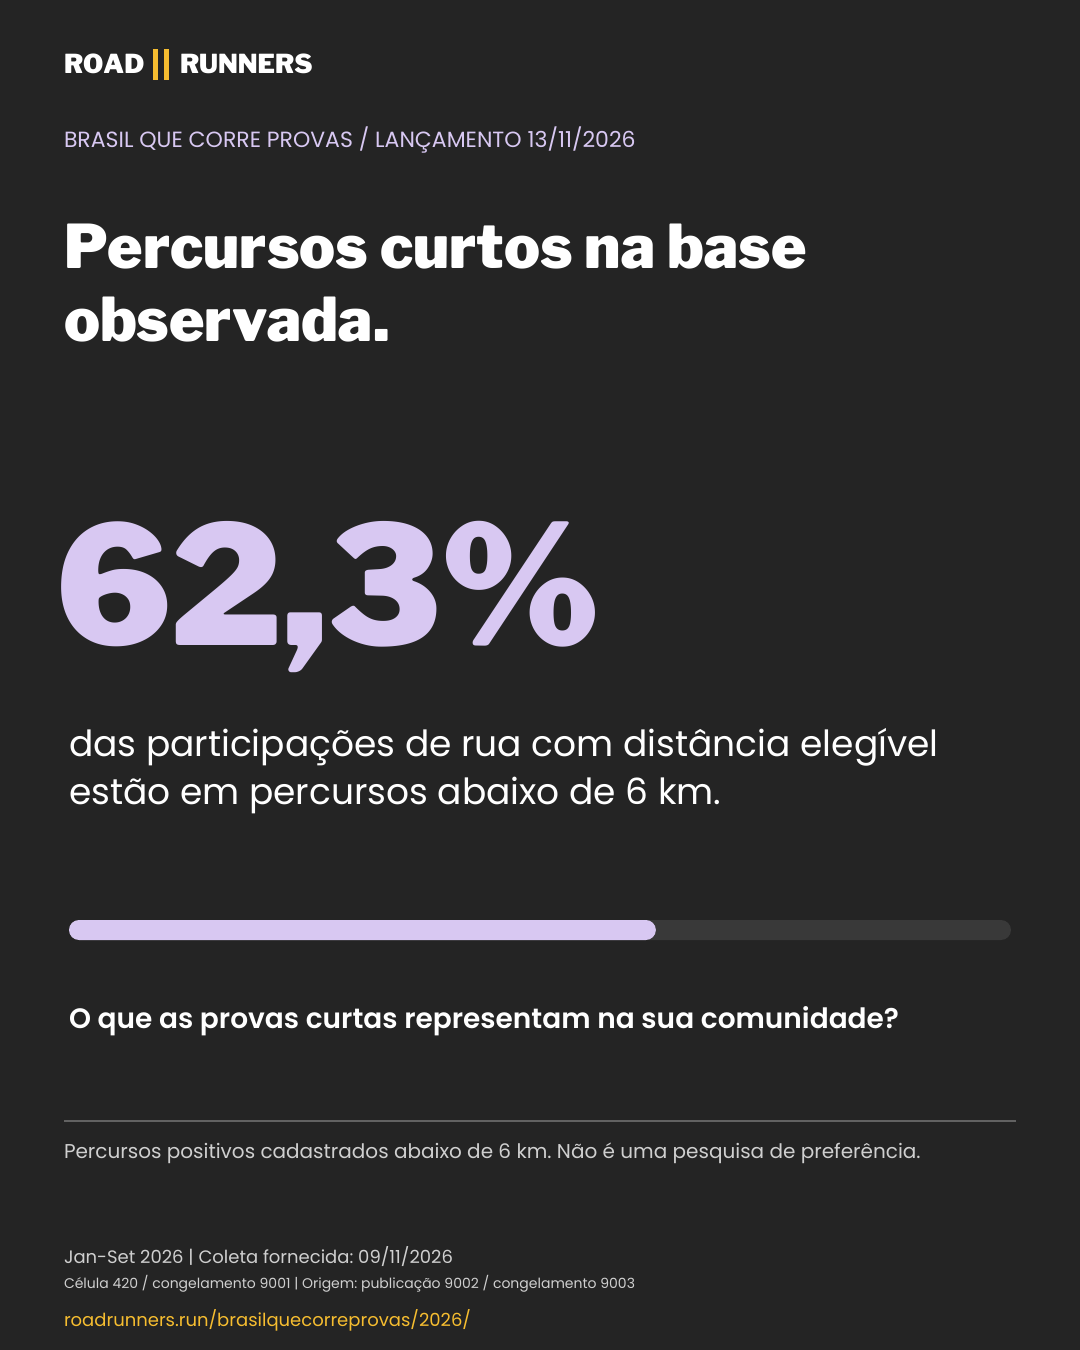 ROAD || RUNNERS
BRASIL QUE CORRE PROVAS / LANÇAMENTO 13/11/2026
Percursos curtos na base
observada.
62,3%
das participações de rua com distância elegível
estão em percursos abaixo de 6 km.
O que as provas curtas representam na sua comunidade?
Percursos positivos cadastrados abaixo de 6 km. Não é uma pesquisa de preferência.
Jan-Set 2026 | Coleta fornecida: 09/11/2026
Célula 420 / congelamento 9001 | Origem: publicação 9002 / congelamento 9003
roadrunners.run/brasilquecorreprovas/2026/